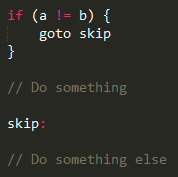 if (a != b) {
    goto skip
}
// Do something
skip:
// Do something else